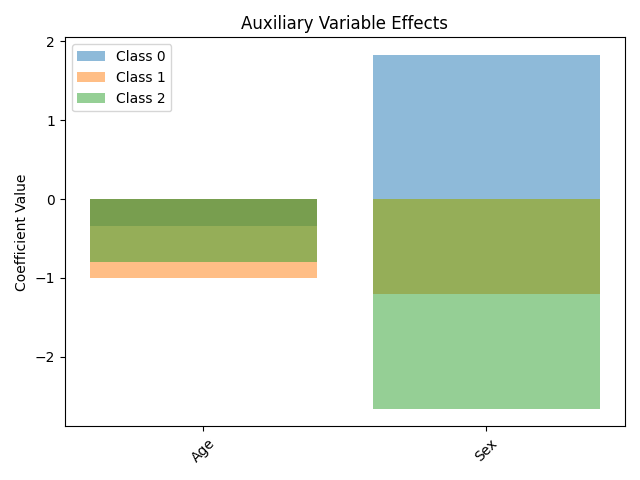 Auxiliary Variable Effects
Class 0
Class 1
Class 2
Coefficient Value
2
1
0
−1
−2
Age
Sex